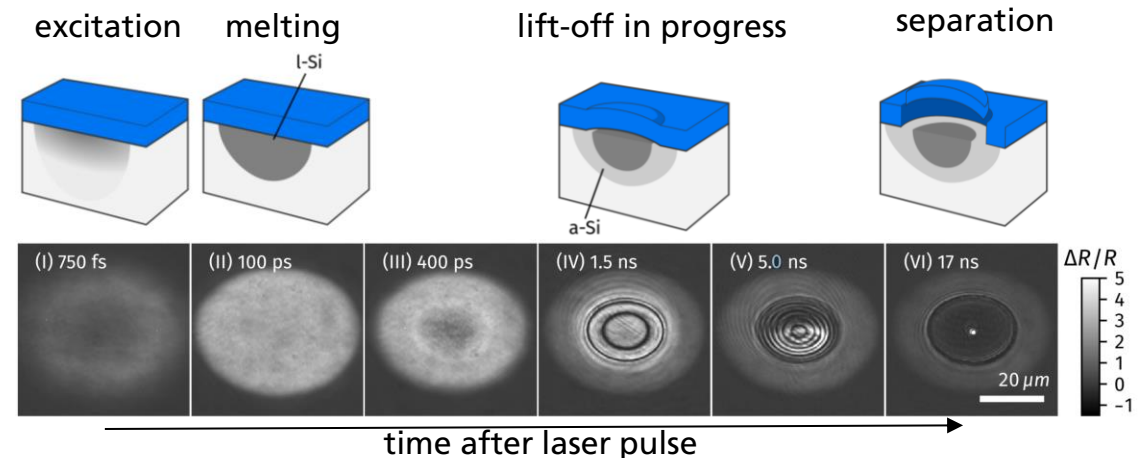 excitation
melting
lift-off in progress
separation
l-Si
a-Si
(I) 750 fs
(II) 100 ps
(III) 400 ps
(IV) 1.5 ns
(V) 5.0 ns
(VI) 17 ns
20 µm
ΔR/R
5
4
3
2
1
0
−1
time after laser pulse